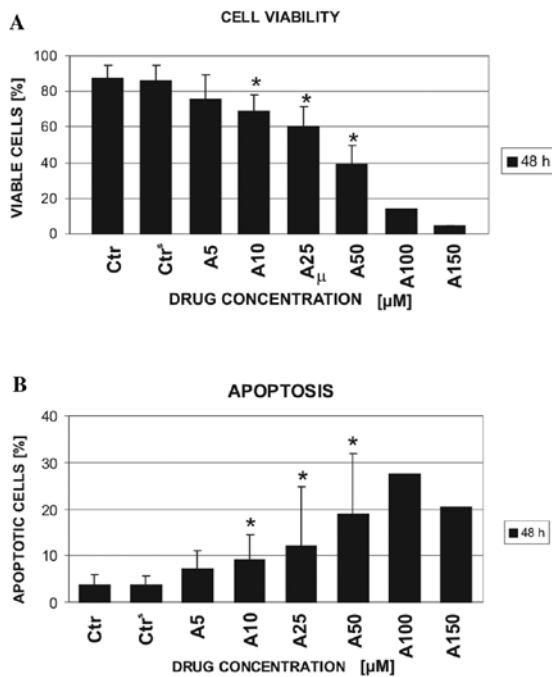 A
CELL VIABILITY
VIABLE CELLS [%]
100
80
60
40
20
0
* * *
Ctr Ctrˢ A5 A10 A25 A50 A100 A150
μ
DRUG CONCENTRATION [μM]
48 h
B
APOPTOSIS
APOPTOTIC CELLS [%]
40
30
20
10
0
* * *
Ctr Ctrˢ A5 A10 A25 A50 A100 A150
DRUG CONCENTRATION [μM]
48 h